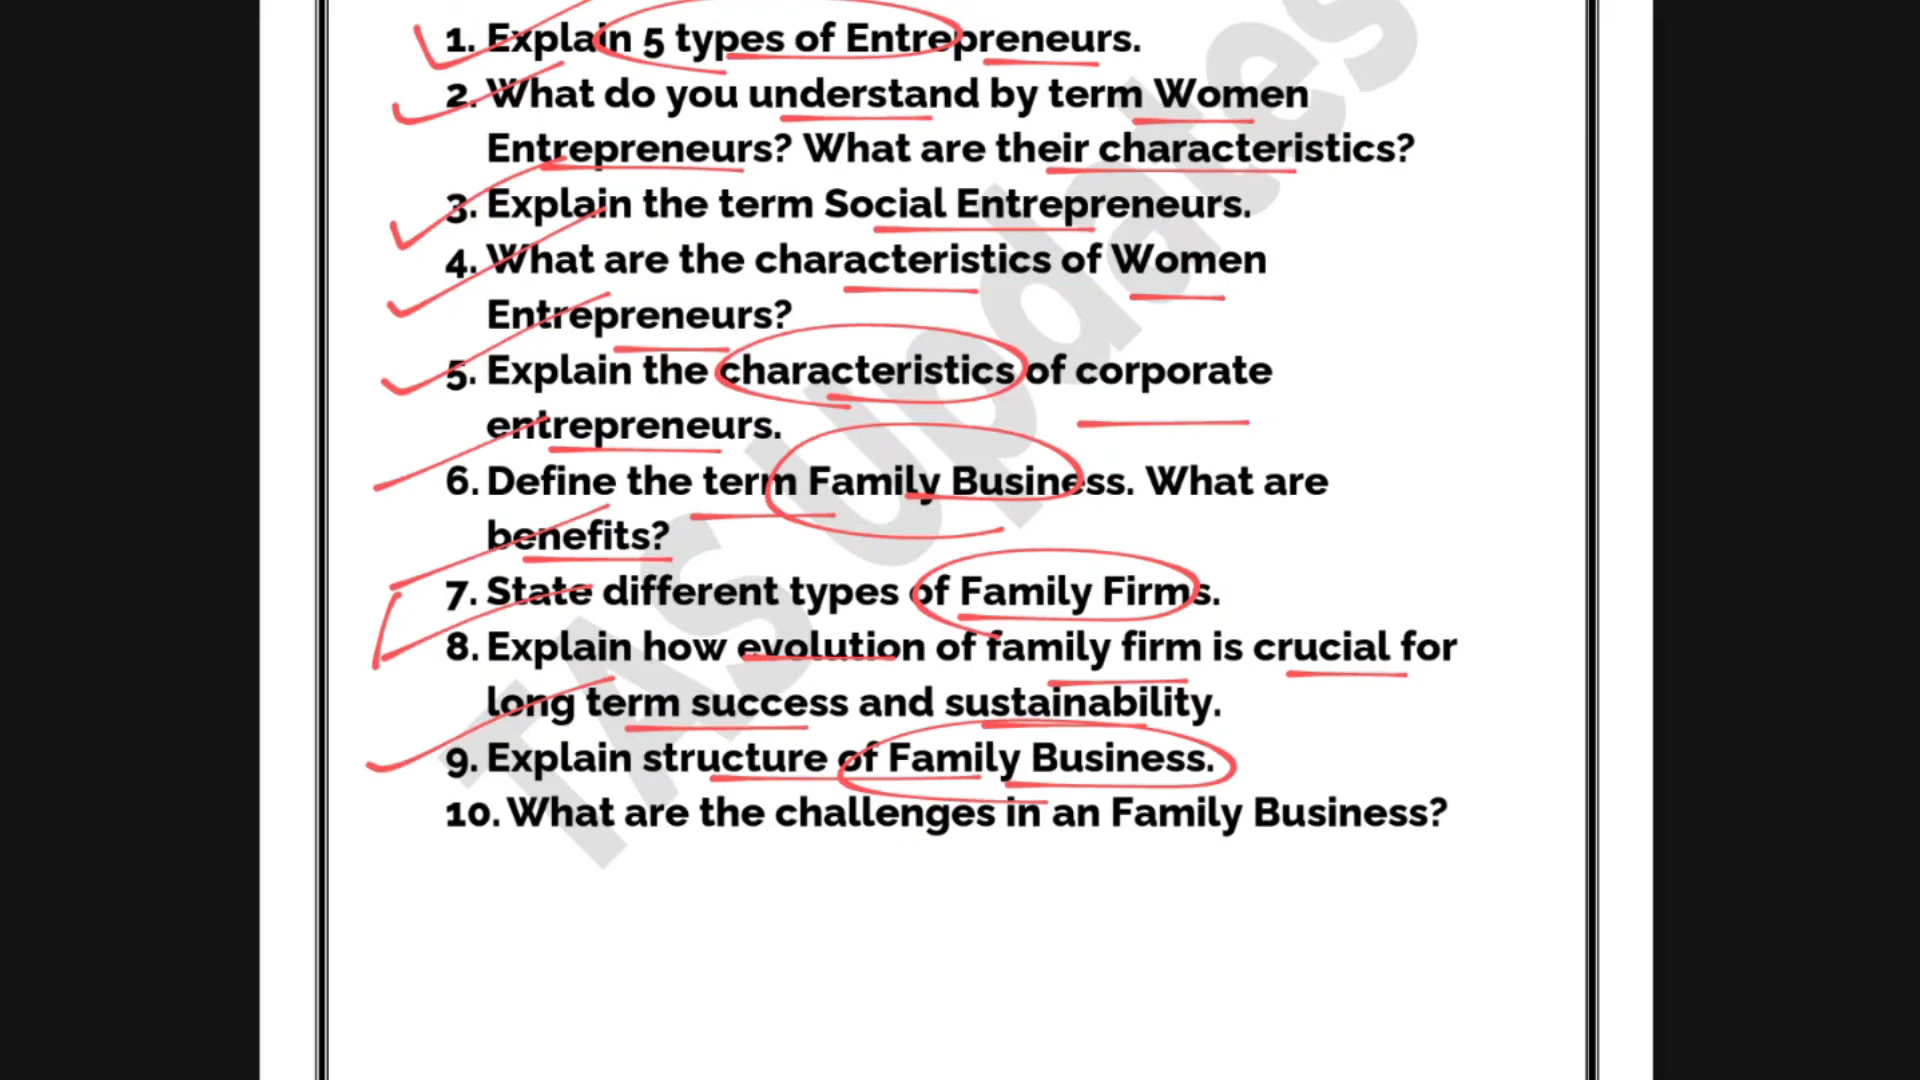 1. Explain 5 types of Entrepreneurs.
2. What do you understand by term Women
Entrepreneurs? What are their characteristics?
3. Explain the term Social Entrepreneurs.
4. What are the characteristics of Women
Entrepreneurs?
5. Explain the characteristics of corporate
entrepreneurs.
6. Define the term Family Business. What are
benefits?
7. State different types of Family Firms.
8. Explain how evolution of family firm is crucial for
long term success and sustainability.
9. Explain structure of Family Business.
10. What are the challenges in an Family Business?
TAS Updates